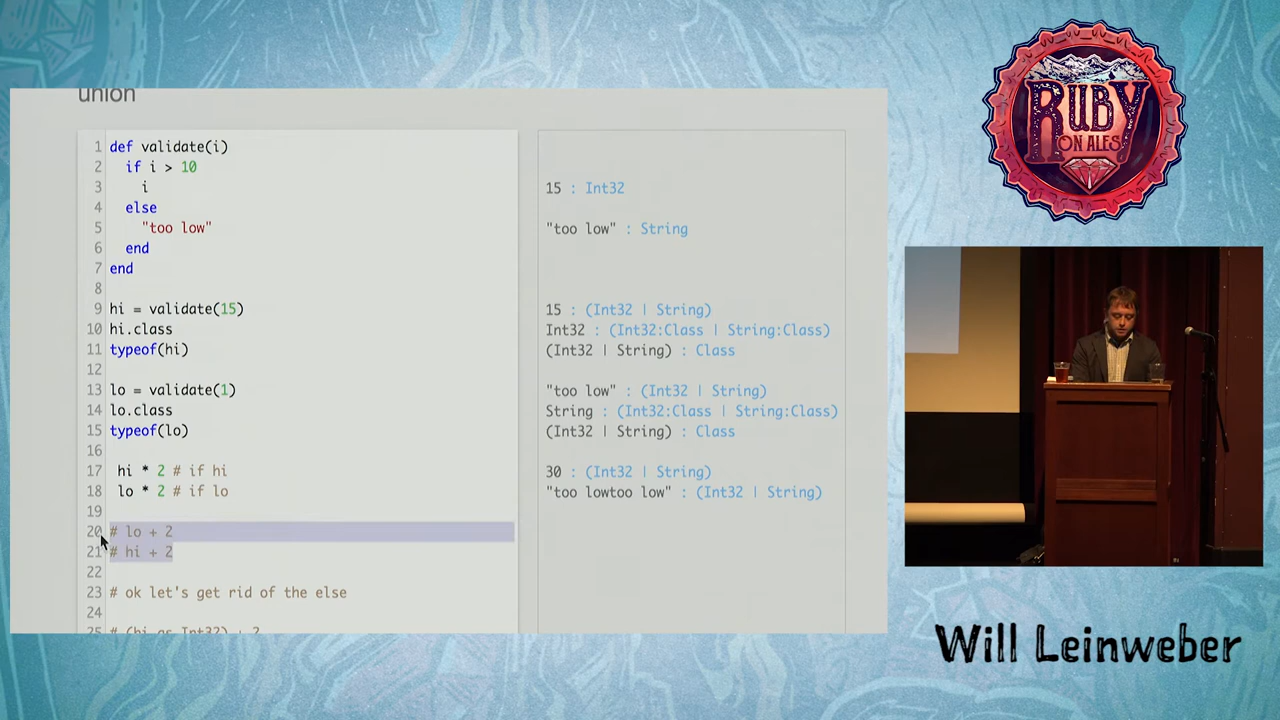 union
1 def validate(i)
2 if i > 10
3 i
4 else
5 "too low"
6 end
7 end
8
9 hi = validate(15)
10 hi.class
11 typeof(hi)
12
13 lo = validate(1)
14 lo.class
15 typeof(lo)
16
17 hi * 2 # if hi
18 lo * 2 # if lo
19
20 # lo + 2
21 # hi + 2
22
23 # ok let's get rid of the else
24
25 # (hi as Int32) + 2
15 : Int32
"too low" : String
15 : (Int32 | String)
Int32 : (Int32:Class | String:Class)
(Int32 | String) : Class
"too low" : (Int32 | String)
String : (Int32:Class | String:Class)
(Int32 | String) : Class
30 : (Int32 | String)
"too lowtoo low" : (Int32 | String)
RUBY
ON ALES
Will Leinweber